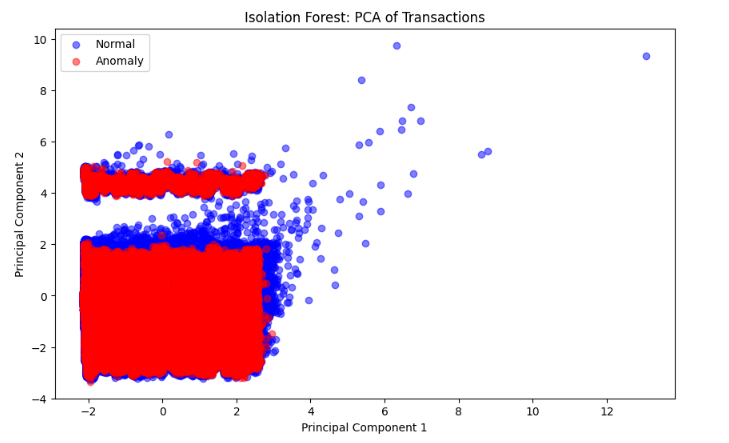 Isolation Forest: PCA of Transactions
Normal
Anomaly
Principal Component 2
10
8
6
4
2
0
−2
−4
−2 0 2 4 6 8 10 12
Principal Component 1